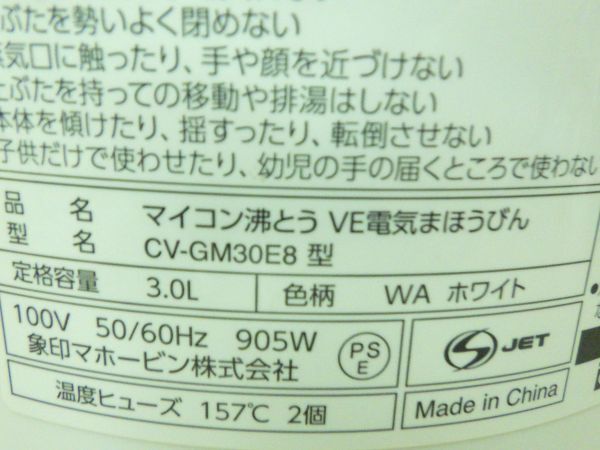 ぶたを勢いよく閉めない
蒸気口に触ったり、手や顔を近づけない
ぶたを持っての移動や排湯はしない
本体を傾けたり、揺すったり、転倒させない
子供だけで使わせたり、幼児の手の届くところで使わない
品名 マイコン沸とう VE電気まほうびん
型名 CV-GM30E8 型
定格容量 3.0L 色柄 WA ホワイト
100V 50/60Hz 905W
象印マホービン株式会社
PS
E
S JET
温度ヒューズ 157℃ 2個
Made in China